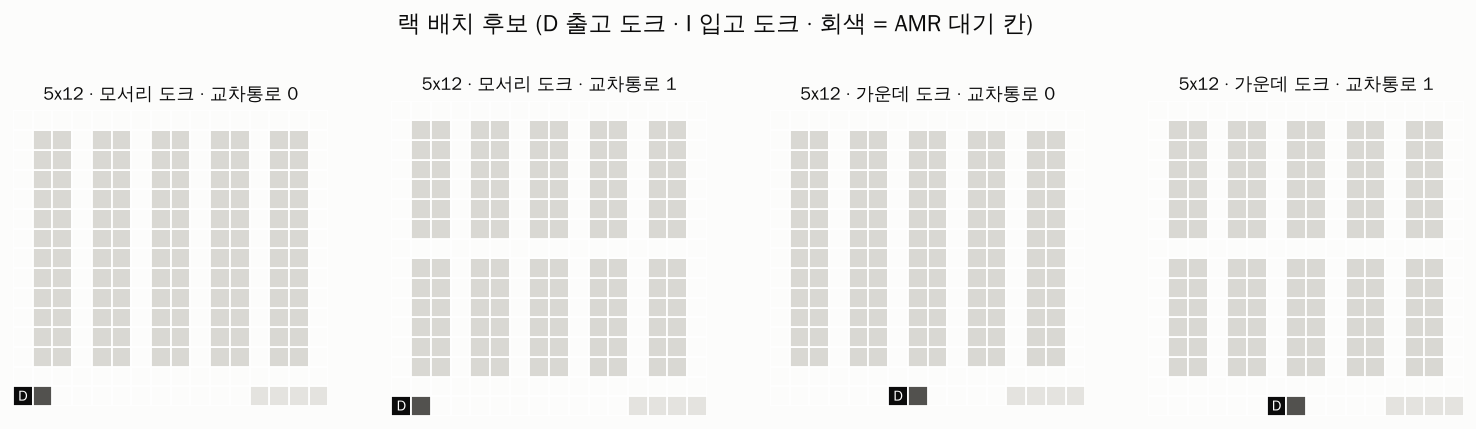 랙 배치 후보 (D 출고 도크 · I 입고 도크 · 회색 = AMR 대기 칸)
5x12 · 모서리 도크 · 교차통로 0
5x12 · 모서리 도크 · 교차통로 1
5x12 · 가운데 도크 · 교차통로 0
5x12 · 가운데 도크 · 교차통로 1
D
D
D
D